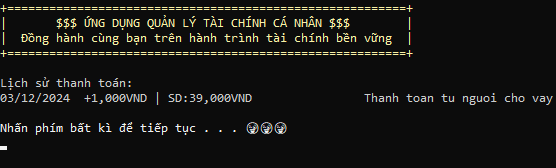 +====================================================+
| $$$ ỨNG DỤNG QUẢN LÝ TÀI CHÍNH CÁ NHÂN $$$ |
| Đồng hành cùng bạn trên hành trình tài chính bền vững |
+====================================================+
Lịch sử thanh toán:
03/12/2024 +1,000VND | SD:39,000VND Thanh toan tu nguoi cho vay
Nhấn phím bất kì để tiếp tục . . .